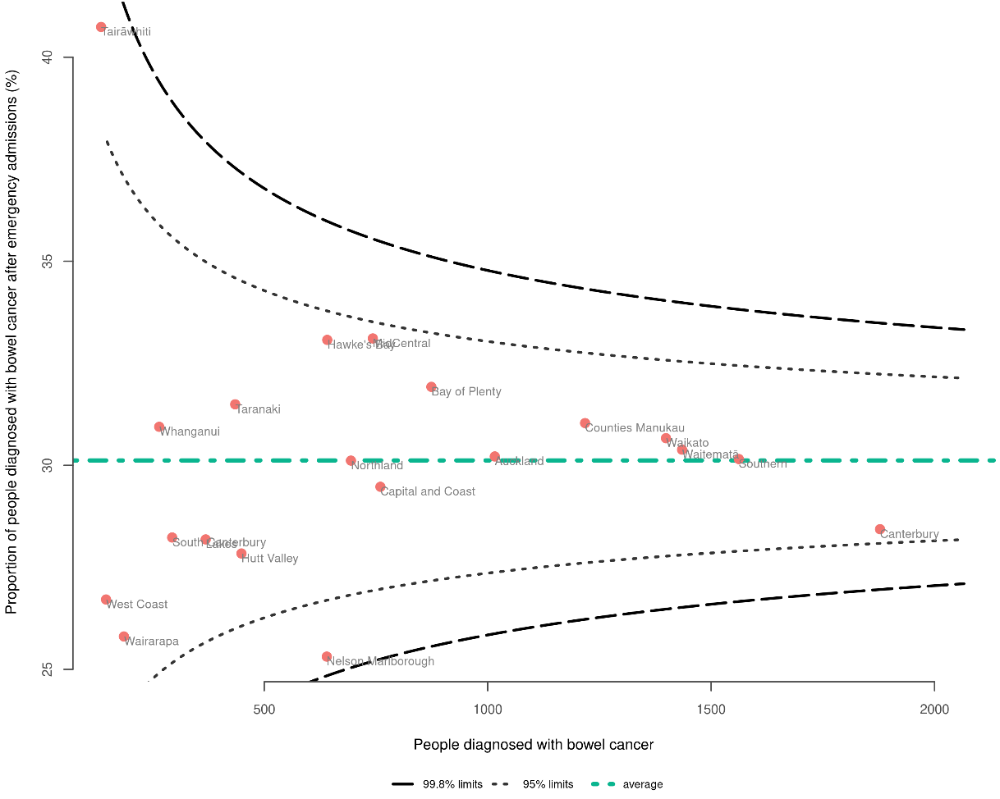 Proportion of people diagnosed with bowel cancer after emergency admissions (%)
40
35
30
25
Tairāwhiti
Hawke's Bay
MidCentral
Bay of Plenty
Taranaki
Whanganui
Counties Manukau
Waikato
Waitematā
Southern
Auckland
Northland
Capital and Coast
South Canterbury
Lakes
Hutt Valley
Canterbury
West Coast
Wairarapa
Nelson Marlborough
500
1000
1500
2000
People diagnosed with bowel cancer
99.8% limits
95% limits
average